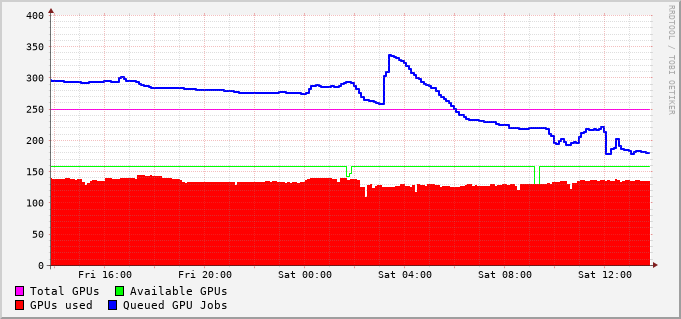 400
350
300
250
200
150
100
50
0
Fri 16:00 Fri 20:00 Sat 00:00 Sat 04:00 Sat 08:00 Sat 12:00
Total GPUs Available GPUs
GPUs used Queued GPU Jobs
RRDTOOL / TOBI OETIKER